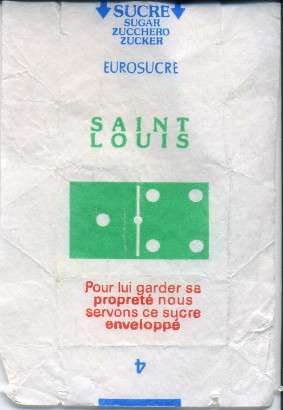 SUCRE
SUGAR
ZUCCHERO
ZUCKER
EUROSUCRE
SAINT
LOUIS
Pour lui garder sa
propreté nous
servons ce sucre
enveloppé
4